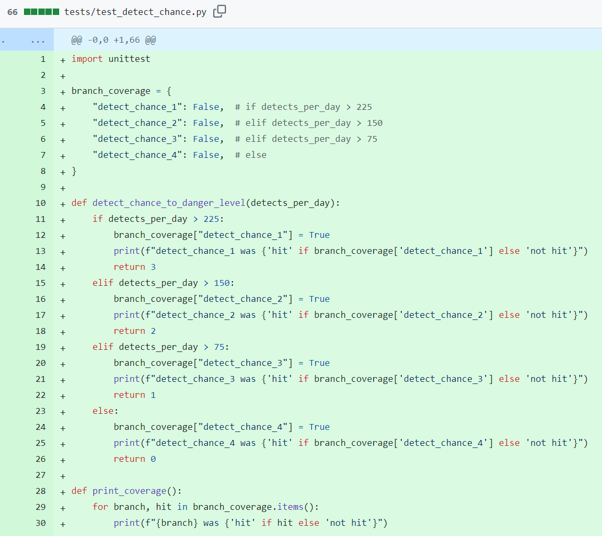 66 tests/test_detect_chance.py
... @@ -0,0 +1,66 @@
1 + import unittest
2 +
3 + branch_coverage = {
4 +     "detect_chance_1": False,  # if detects_per_day > 225
5 +     "detect_chance_2": False,  # elif detects_per_day > 150
6 +     "detect_chance_3": False,  # elif detects_per_day > 75
7 +     "detect_chance_4": False,  # else
8 + }
9 +
10 + def detect_chance_to_danger_level(detects_per_day):
11 +     if detects_per_day > 225:
12 +         branch_coverage["detect_chance_1"] = True
13 +         print(f"detect_chance_1 was {'hit' if branch_coverage['detect_chance_1'] else 'not hit'}")
14 +         return 3
15 +     elif detects_per_day > 150:
16 +         branch_coverage["detect_chance_2"] = True
17 +         print(f"detect_chance_2 was {'hit' if branch_coverage['detect_chance_2'] else 'not hit'}")
18 +         return 2
19 +     elif detects_per_day > 75:
20 +         branch_coverage["detect_chance_3"] = True
21 +         print(f"detect_chance_3 was {'hit' if branch_coverage['detect_chance_3'] else 'not hit'}")
22 +         return 1
23 +     else:
24 +         branch_coverage["detect_chance_4"] = True
25 +         print(f"detect_chance_4 was {'hit' if branch_coverage['detect_chance_4'] else 'not hit'}")
26 +         return 0
27 +
28 + def print_coverage():
29 +     for branch, hit in branch_coverage.items():
30 +         print(f"{branch} was {'hit' if hit else 'not hit'}")